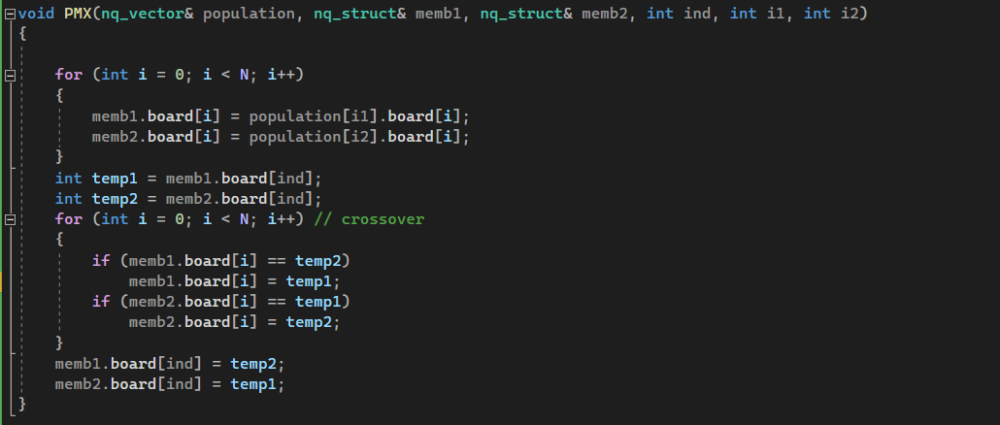 void PMX(nq_vector& population, nq_struct& memb1, nq_struct& memb2, int ind, int i1, int i2)
{
for (int i = 0; i < N; i++)
{
memb1.board[i] = population[i1].board[i];
memb2.board[i] = population[i2].board[i];
}
int temp1 = memb1.board[ind];
int temp2 = memb2.board[ind];
for (int i = 0; i < N; i++) // crossover
{
if (memb1.board[i] == temp2)
memb1.board[i] = temp1;
if (memb2.board[i] == temp1)
memb2.board[i] = temp2;
}
memb1.board[ind] = temp2;
memb2.board[ind] = temp1;
}